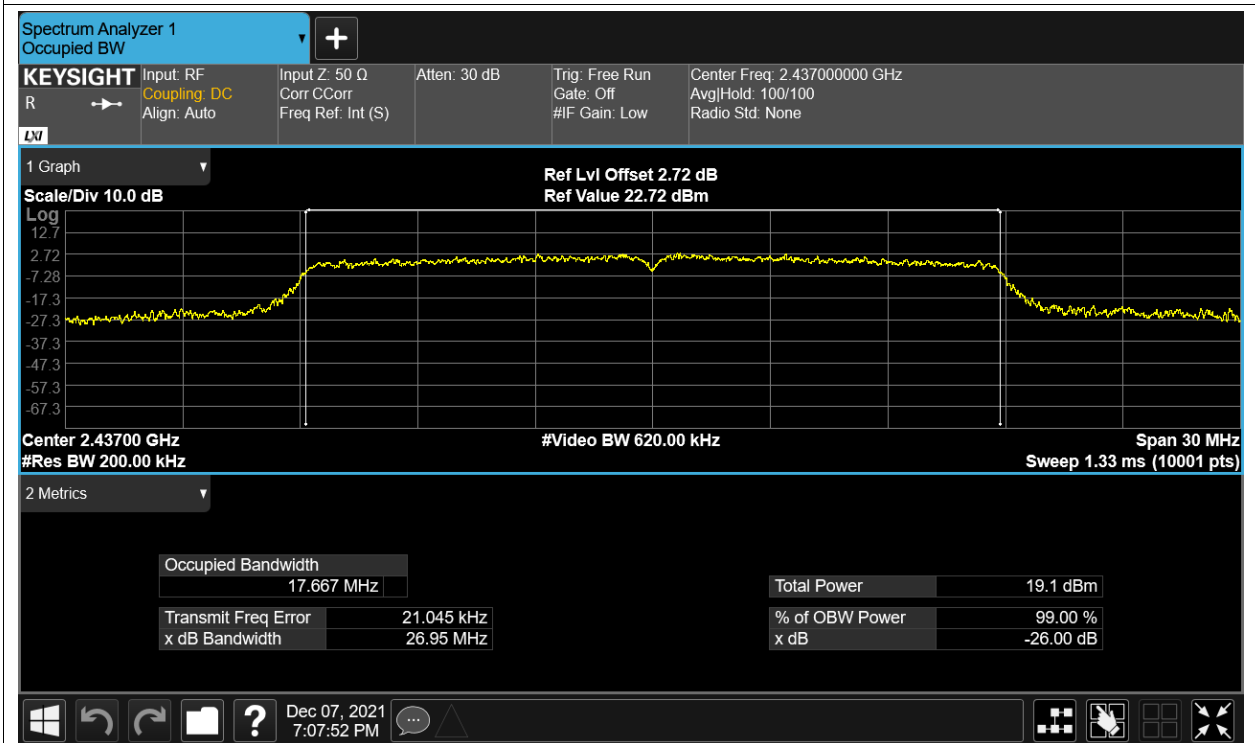 Spectrum Analyzer 1
Occupied BW
KEYSIGHT
R
LXI
Input: RF
Coupling: DC
Align: Auto
Input Z: 50 Ω
Corr CCorr
Freq Ref: Int (S)
Atten: 30 dB
Trig: Free Run
Gate: Off
#IF Gain: Low
Center Freq: 2.437000000 GHz
Avg|Hold: 100/100
Radio Std: None
1 Graph
Scale/Div 10.0 dB
Ref Lvl Offset 2.72 dB
Ref Value 22.72 dBm
Log
12.7
2.72
-7.28
-17.3
-27.3
-37.3
-47.3
-57.3
-67.3
Center 2.43700 GHz
#Video BW 620.00 kHz
Span 30 MHz
#Res BW 200.00 kHz
Sweep 1.33 ms (10001 pts)
2 Metrics
Occupied Bandwidth
17.667 MHz
Total Power 19.1 dBm
Transmit Freq Error 21.045 kHz
% of OBW Power 99.00 %
x dB Bandwidth 26.95 MHz
x dB -26.00 dB
?
Dec 07, 2021
7:07:52 PM